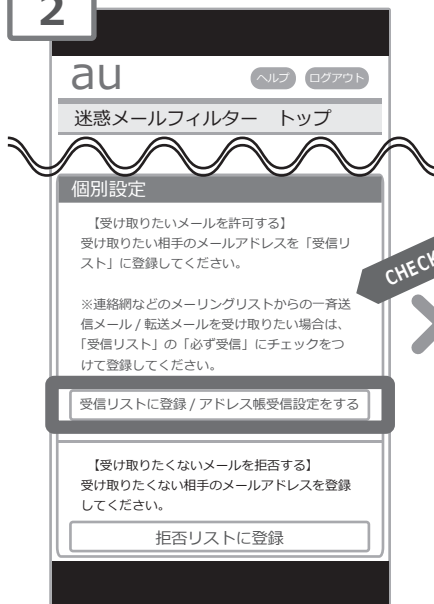 2
au
ヘルプ ログアウト
迷惑メールフィルター トップ
個別設定
【受け取りたいメールを許可する】
受け取りたい相手のメールアドレスを「受信リ
スト」に登録してください。
※連絡網などのメーリングリストからの一斉送
信メール / 転送メールを受け取りたい場合は、
「受信リスト」の「必ず受信」にチェックをつ
けて登録してください。
CHECK
受信リストに登録 / アドレス帳受信設定をする
【受け取りたくないメールを拒否する】
受け取りたくない相手のメールアドレスを登録
してください。
拒否リストに登録